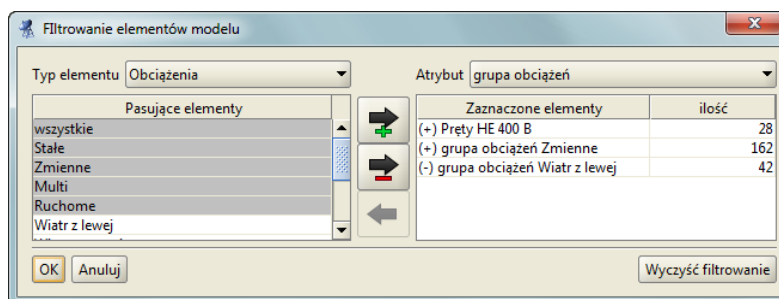 FIltrowanie elementów modelu
Typ elementu Obciążenia Atrybut grupa obciążeń
Pasujące elementy
wszystkie
Stałe
Zmienne
Multi
Ruchome
Wiatr z lewej
Zaznaczone elementy ilość
(+) Pręty HE 400 B 28
(+) grupa obciążeń Zmienne 162
(-) grupa obciążeń Wiatr z lewej 42
OK Anuluj Wyczyść filtrowanie